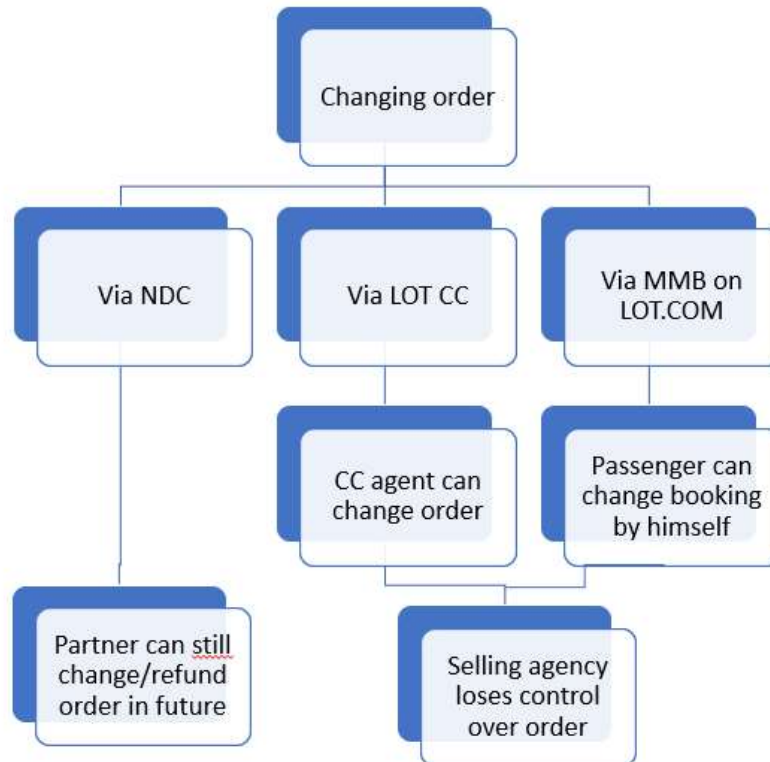 Changing order
Via NDC
Via LOT CC
Via MMB on
LOT.COM
CC agent can
change order
Passenger can
change booking
by himself
Partner can still
change/refund
order in future
Selling agency
loses control
over order